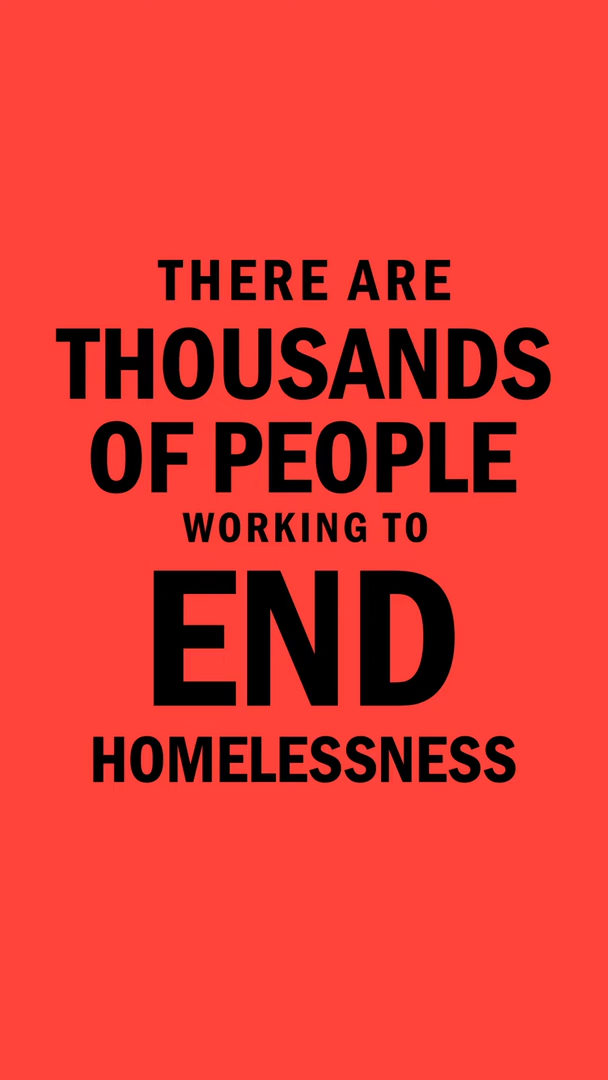 THERE ARE
THOUSANDS
OF PEOPLE
WORKING TO
END
HOMELESSNESS